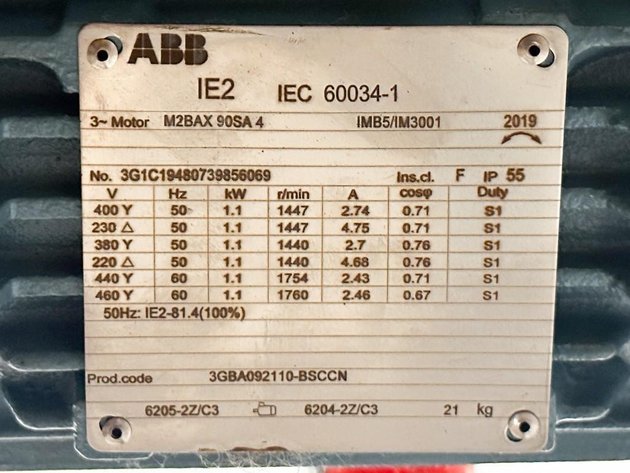 ABB
IE2 IEC 60034-1
3~ Motor M2BAX 90SA 4 IMB5/IM3001 2019
No. 3G1C19480739856069 Ins.cl. F IP 55
V Hz kW r/min A cosφ Duty
400 Y 50 1.1 1447 2.74 0.71 S1
230 Δ 50 1.1 1447 4.75 0.71 S1
380 Y 50 1.1 1440 2.7 0.76 S1
220 Δ 50 1.1 1440 4.68 0.76 S1
440 Y 60 1.1 1754 2.43 0.71 S1
460 Y 60 1.1 1760 2.46 0.67 S1
50Hz: IE2-81.4(100%)
Prod.code 3GBA092110-BSCCN
6205-2Z/C3 6204-2Z/C3 21 kg